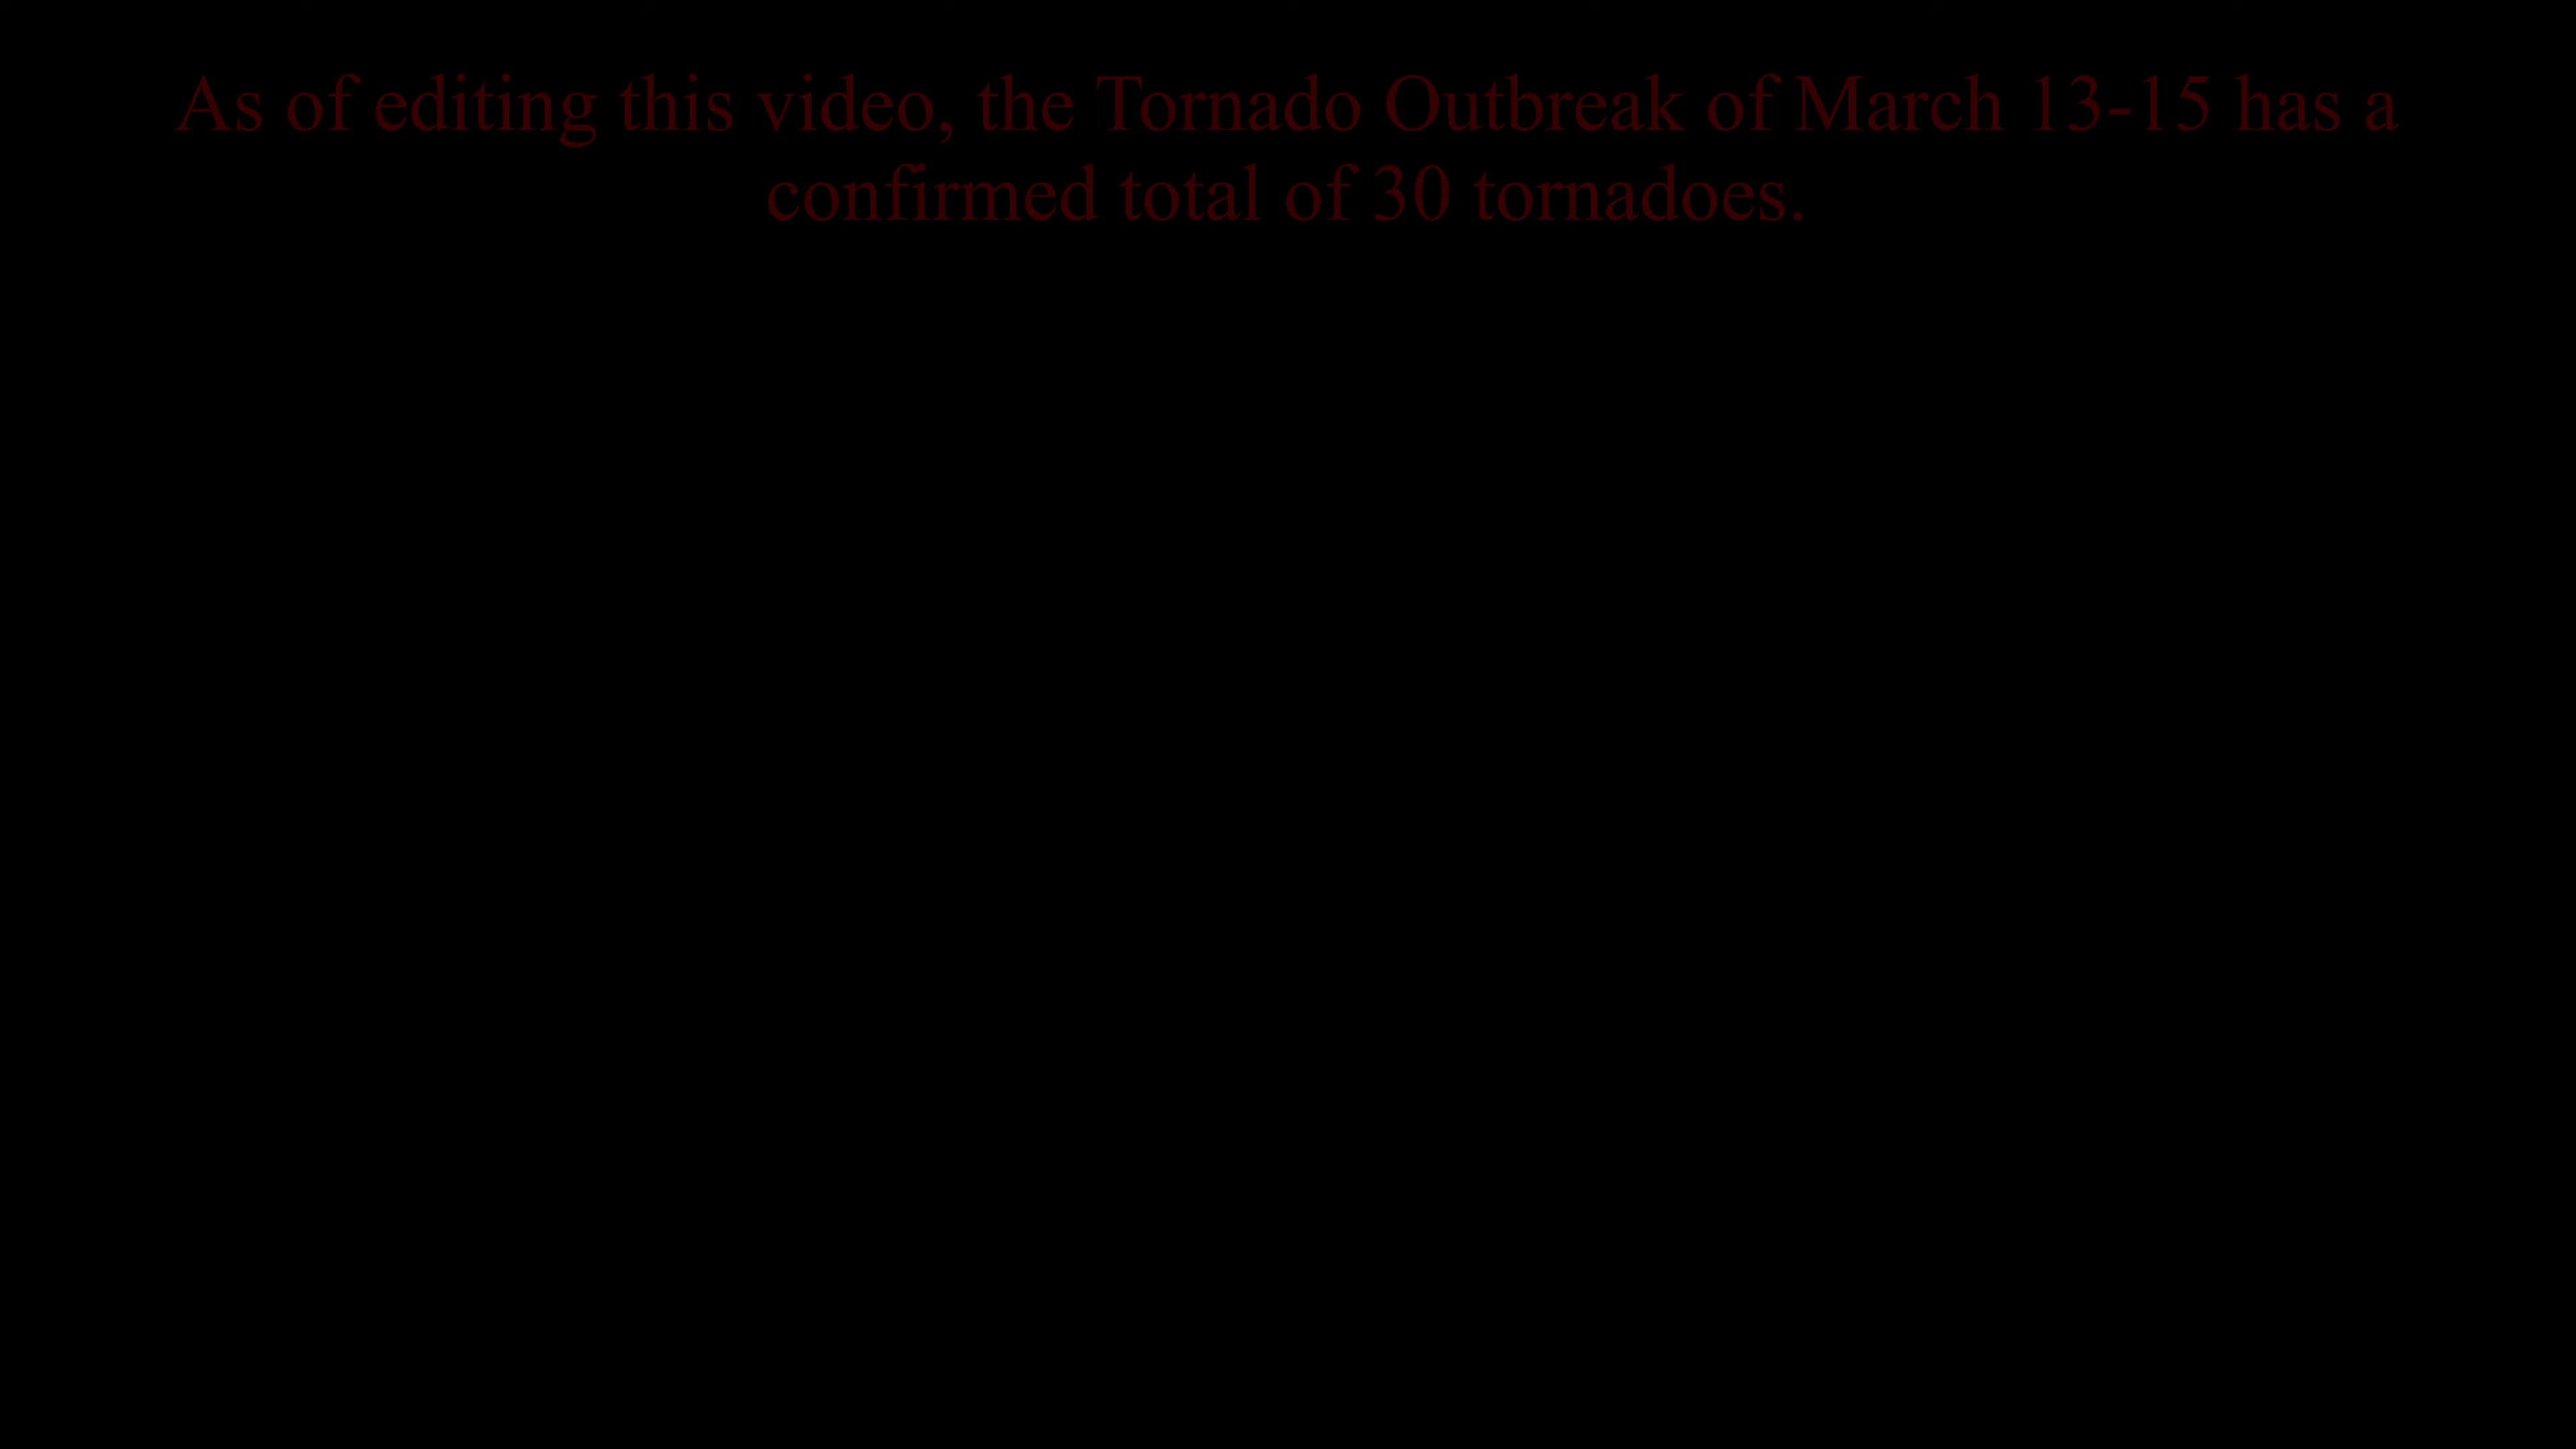 As of editing this video, the Tornado Outbreak of March 13-15 has a
confirmed total of 30 tornadoes.